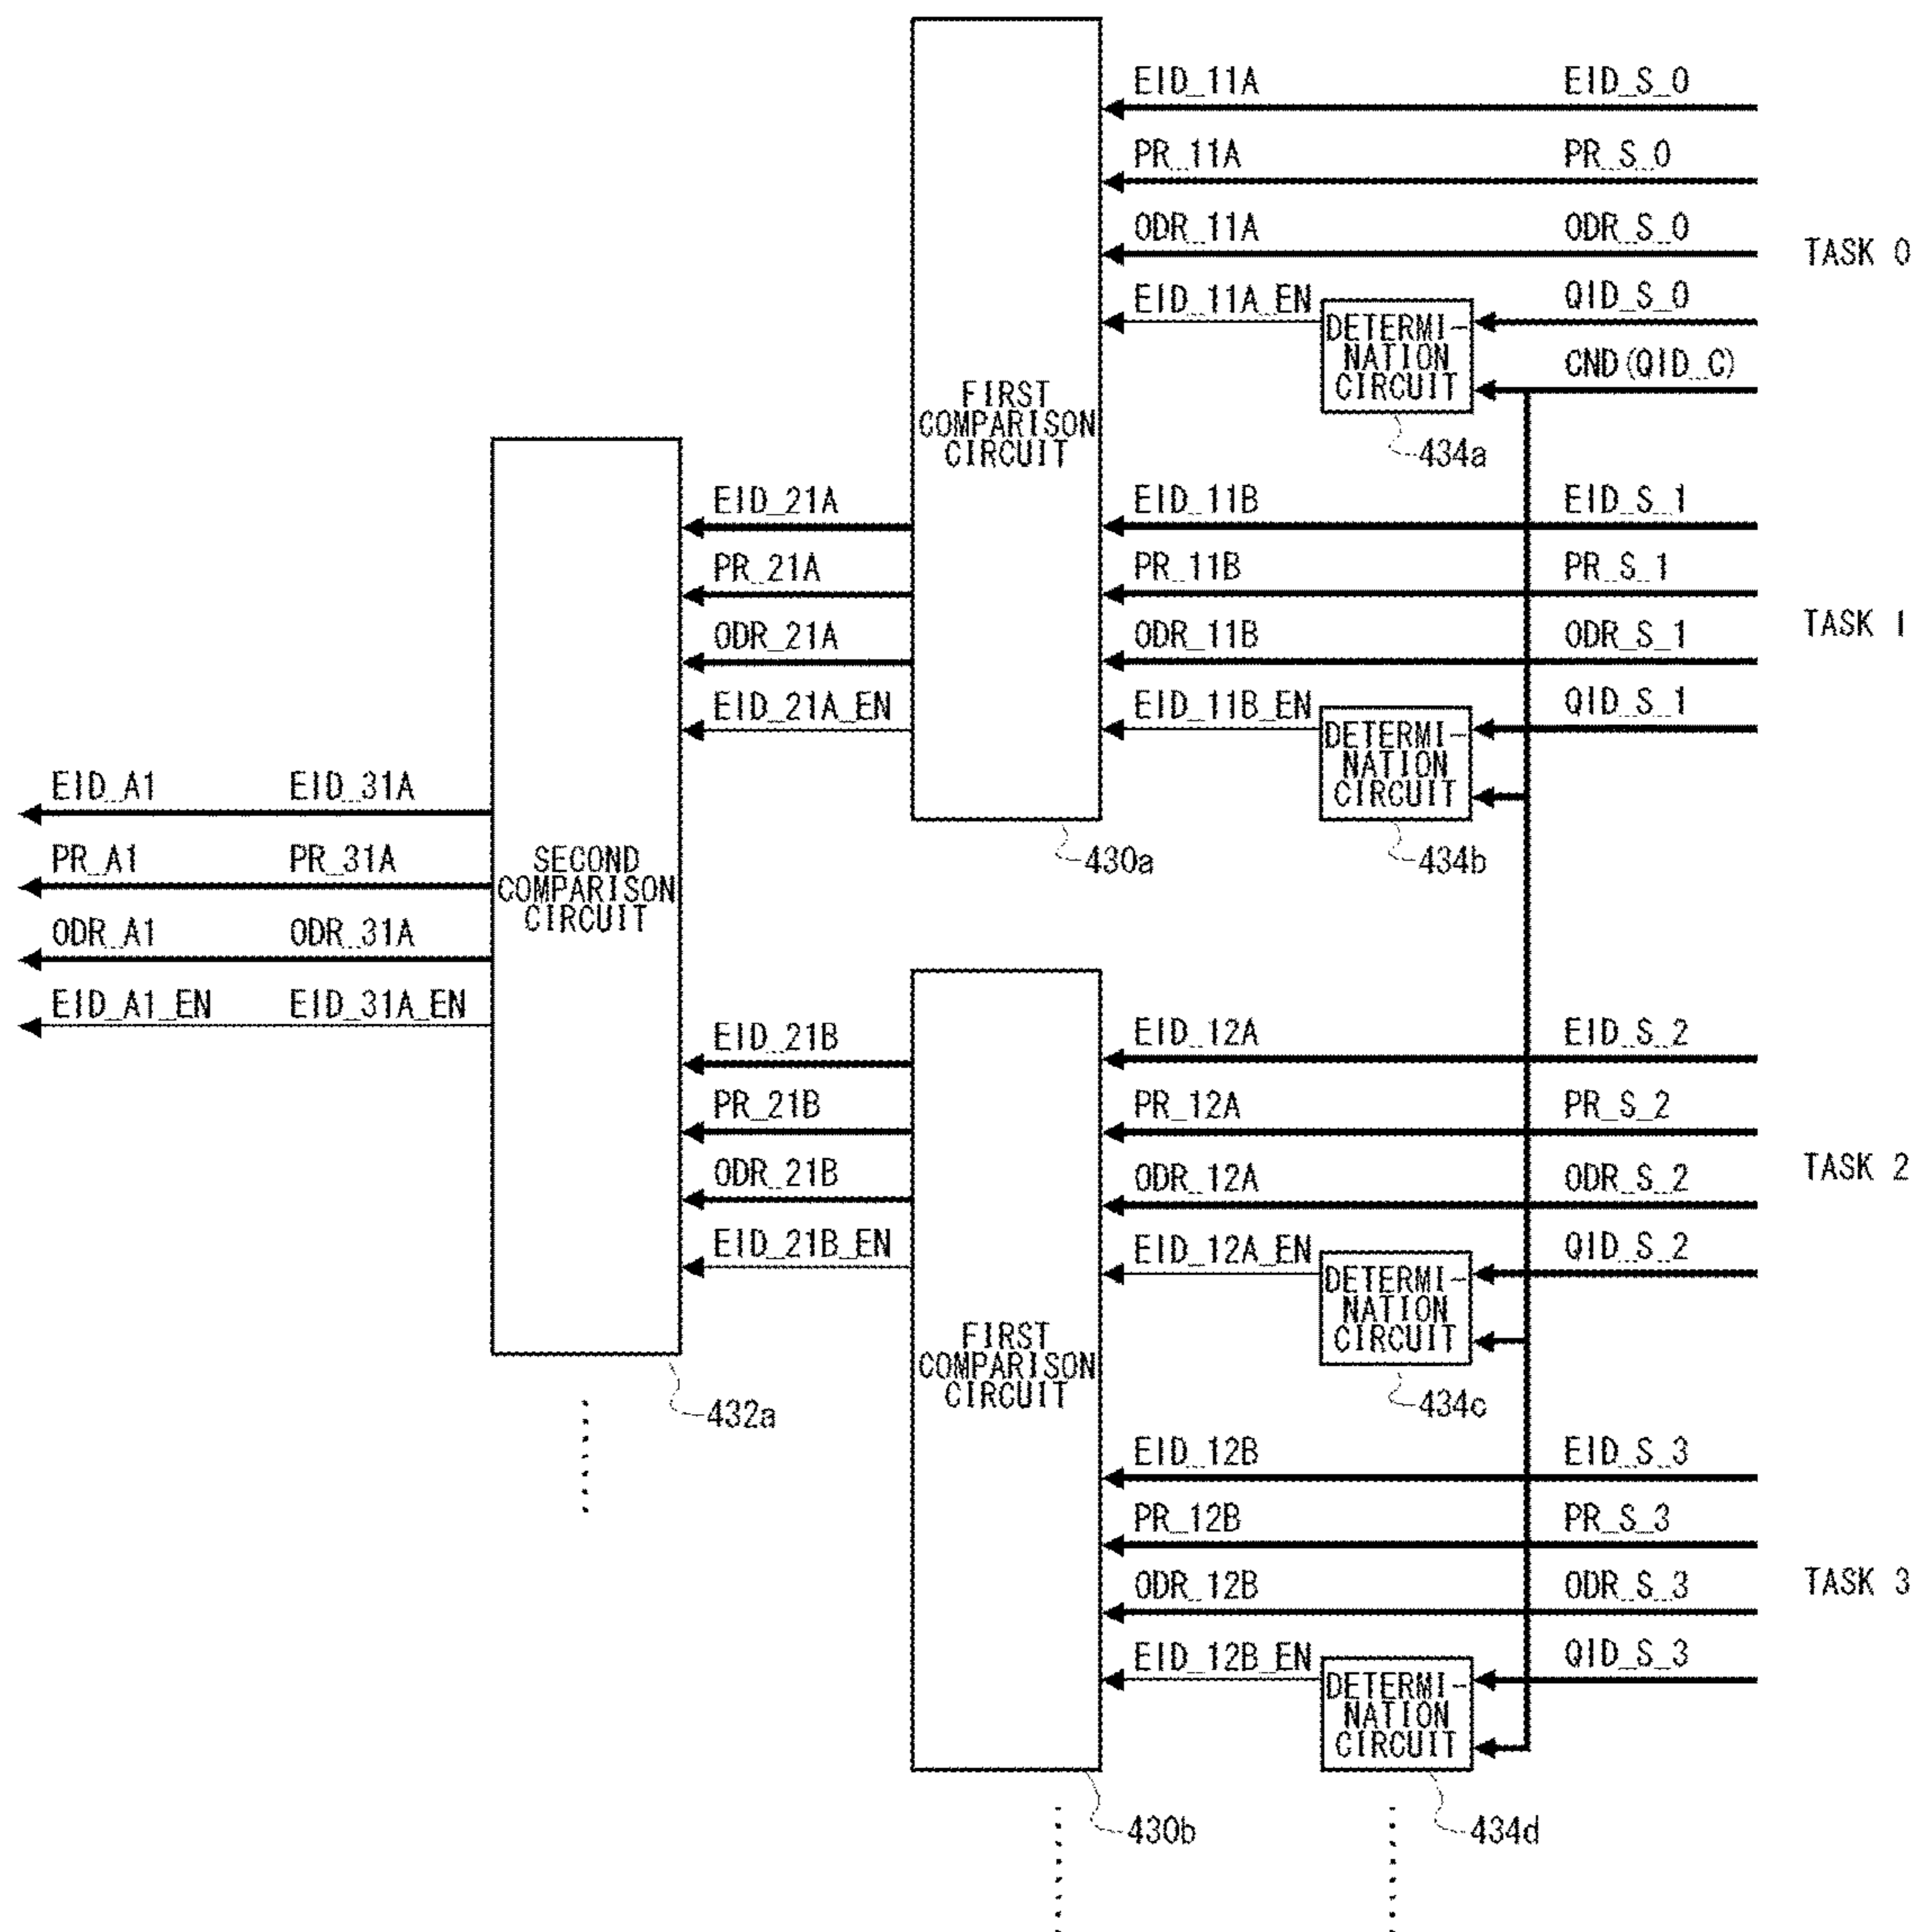 EID_11A EID_S_0
PR_11A PR_S_0
ODR_11A ODR_S_0
TASK 0
EID_11A_EN QID_S_0
DETERMI-
NATION
CIRCUIT
CND(QID_C)
434a
FIRST
COMPARISON
CIRCUIT
EID_11B EID_S_1
PR_11B PR_S_1
ODR_11B ODR_S_1
TASK 1
EID_11B_EN QID_S_1
DETERMI-
NATION
CIRCUIT
434b
430a
EID_21A
PR_21A
ODR_21A
EID_21A_EN
EID_A1 EID_31A
PR_A1 PR_31A
ODR_A1 ODR_31A
EID_A1_EN EID_31A_EN
SECOND
COMPARISON
CIRCUIT
EID_21B
PR_21B
ODR_21B
EID_21B_EN
432a
EID_12A EID_S_2
PR_12A PR_S_2
ODR_12A ODR_S_2
TASK 2
EID_12A_EN QID_S_2
DETERMI-
NATION
CIRCUIT
434c
FIRST
COMPARISON
CIRCUIT
EID_12B EID_S_3
PR_12B PR_S_3
ODR_12B ODR_S_3
TASK 3
EID_12B_EN QID_S_3
DETERMI-
NATION
CIRCUIT
430b
434d